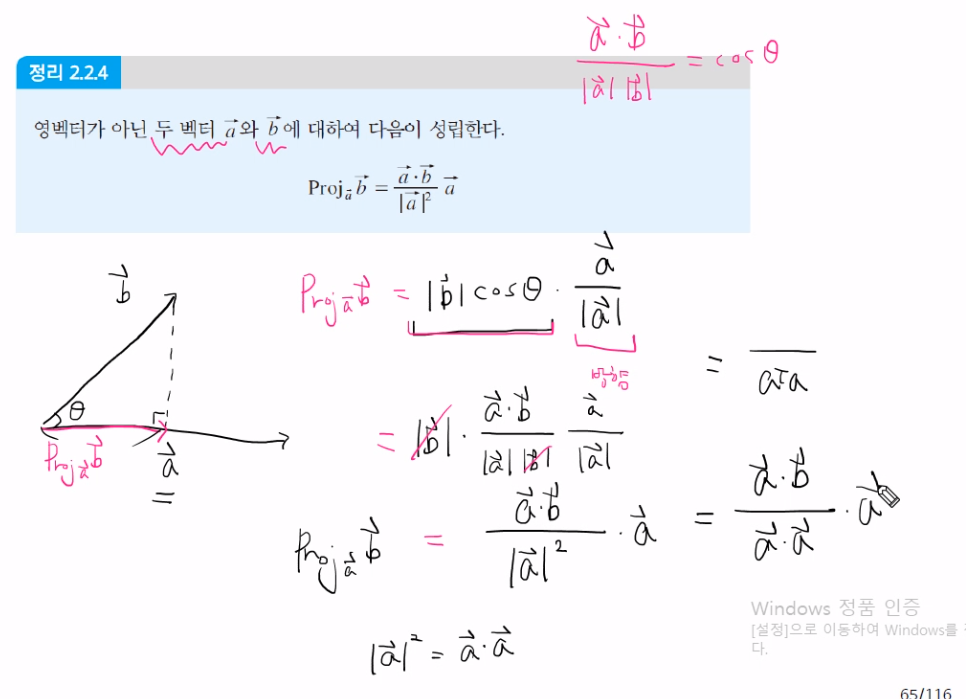 a⃗·b⃗ / |a⃗| |b⃗| = cosθ
정리 2.2.4
영벡터가 아닌 두 벡터 a⃗와 b⃗에 대하여 다음이 성립한다.
Proj_a⃗ b⃗ = a⃗·b⃗ / |a⃗|² a⃗
b⃗
θ
Proj_a⃗ b⃗
a⃗
=
Proj_a⃗ b⃗ = |b⃗| cosθ · a⃗ / |a⃗|
방향
= |b⃗| · a⃗·b⃗ / |a⃗| |b⃗| a⃗ / |a⃗|
Proj_a⃗ b⃗ = a⃗·b⃗ / |a⃗|² · a⃗ = a⃗·b⃗ / a⃗·a⃗ · a⃗
|a⃗|² = a⃗·a⃗
Windows 정품 인증
[설정]으로 이동하여 Windows를
다.
65/116